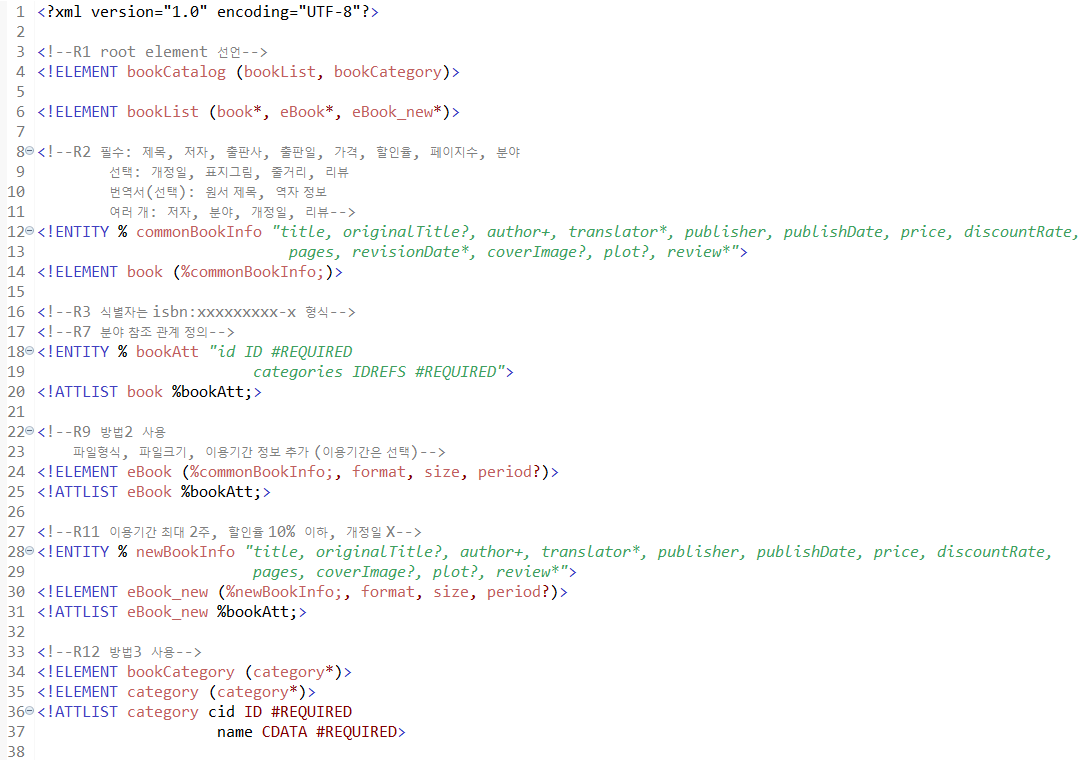 1 <?xml version="1.0" encoding="UTF-8"?>
2
3 <!--R1 root element 선언-->
4 <!ELEMENT bookCatalog (bookList, bookCategory)>
5
6 <!ELEMENT bookList (book*, eBook*, eBook_new*)>
7
8 <!--R2 필수: 제목, 저자, 출판사, 출판일, 가격, 할인율, 페이지수, 분야
9 선택: 개정일, 표지그림, 줄거리, 리뷰
10 번역서(선택): 원서 제목, 역자 정보
11 여러 개: 저자, 분야, 개정일, 리뷰-->
12 <!ENTITY % commonBookInfo "title, originalTitle?, author+, translator*, publisher, publishDate, price, discountRate,
13 pages, revisionDate*, coverImage?, plot?, review*">
14 <!ELEMENT book (%commonBookInfo;)>
15
16 <!--R3 식별자는 isbn:xxxxxxxxx-x 형식-->
17 <!--R7 분야 참조 관계 정의-->
18 <!ENTITY % bookAtt "id ID #REQUIRED
19 categories IDREFS #REQUIRED">
20 <!ATTLIST book %bookAtt;>
21
22 <!--R9 방법2 사용
23 파일형식, 파일크기, 이용기간 정보 추가 (이용기간은 선택)-->
24 <!ELEMENT eBook (%commonBookInfo;, format, size, period?)>
25 <!ATTLIST eBook %bookAtt;>
26
27 <!--R11 이용기간 최대 2주, 할인율 10% 이하, 개정일 X-->
28 <!ENTITY % newBookInfo "title, originalTitle?, author+, translator*, publisher, publishDate, price, discountRate,
29 pages, coverImage?, plot?, review*">
30 <!ELEMENT eBook_new (%newBookInfo;, format, size, period?)>
31 <!ATTLIST eBook_new %bookAtt;>
32
33 <!--R12 방법3 사용-->
34 <!ELEMENT bookCategory (category*)>
35 <!ELEMENT category (category*)>
36 <!ATTLIST category cid ID #REQUIRED
37 name CDATA #REQUIRED>
38